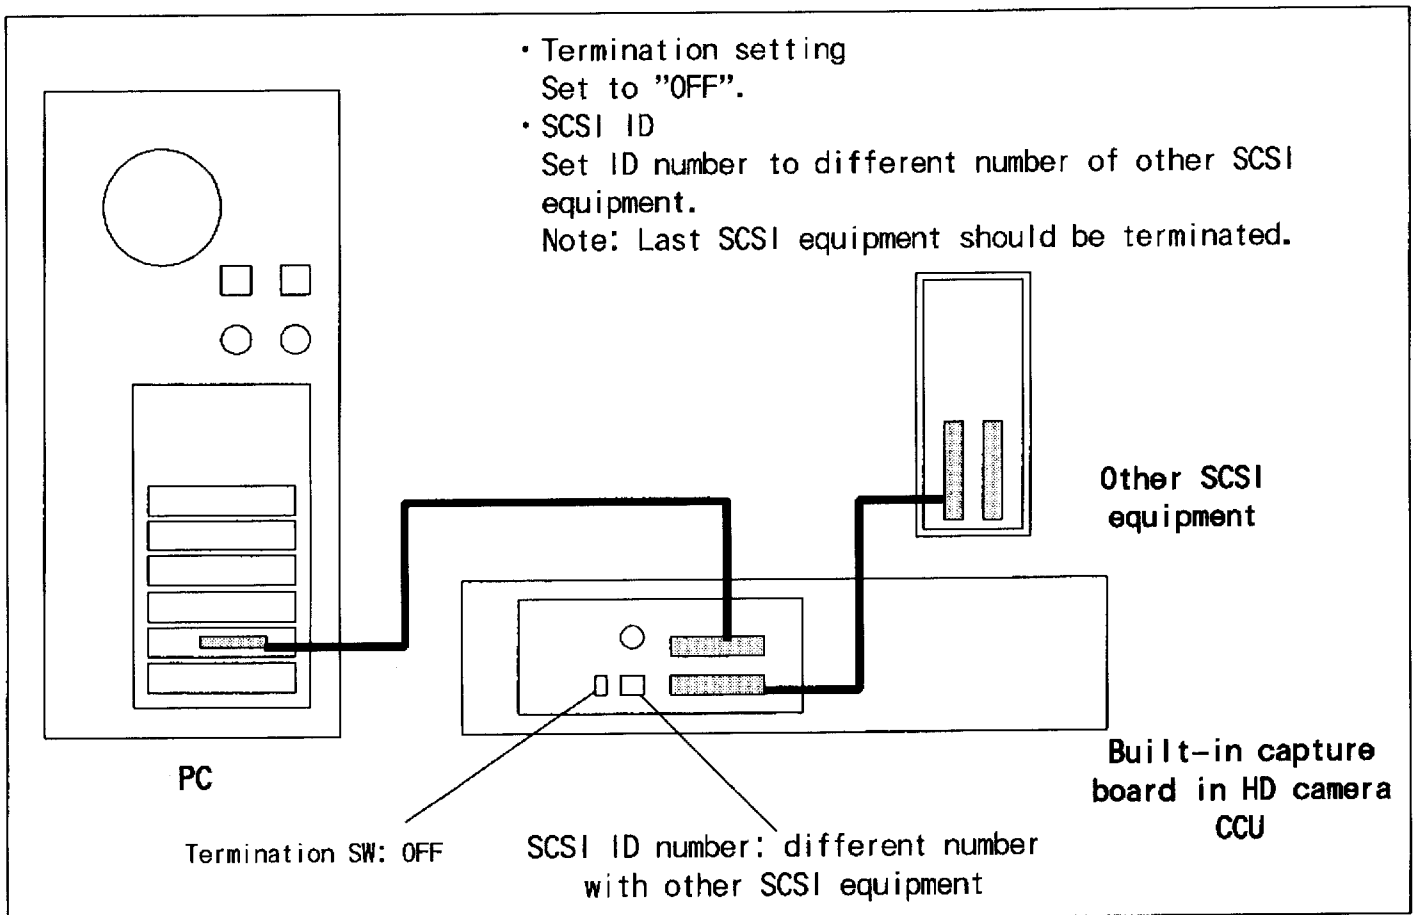 ・Termination setting
Set to ”OFF”.
・SCSI ID
Set ID number to different number of other SCSI
equipment.
Note: Last SCSI equipment should be terminated.
Other SCSI
equipment
PC
Built-in capture
board in HD camera
CCU
Termination SW: OFF
SCSI ID number: different number
with other SCSI equipment